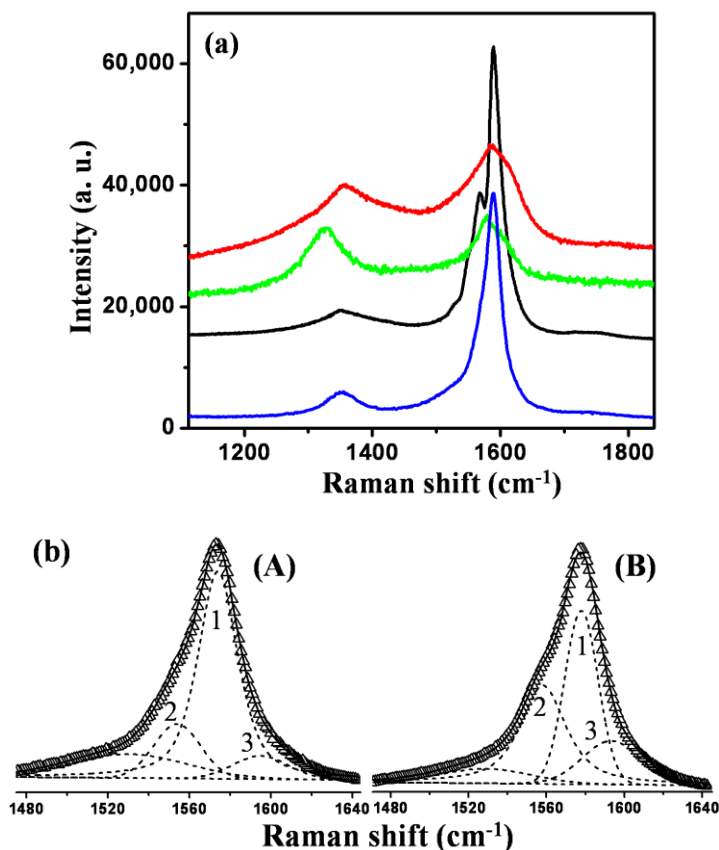 (a)
60,000
40,000
20,000
0
Intensity (a. u.)
1200 1400 1600 1800
Raman shift (cm-1)
(b) (A) (B)
1 2 3
1 2 3
1480 1520 1560 1600 1640 1480 1520 1560 1600 1640
Raman shift (cm-1)